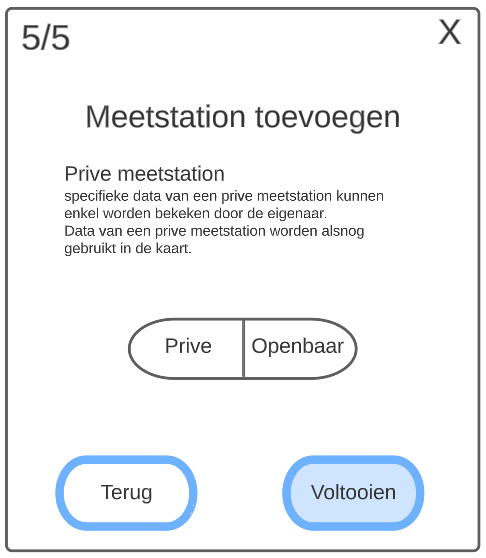 5/5
X
Meetstation toevoegen
Prive meetstation
specifieke data van een prive meetstation kunnen
enkel worden bekeken door de eigenaar.
Data van een prive meetstation worden alsnog
gebruikt in de kaart.
Prive
Openbaar
Terug
Voltooien